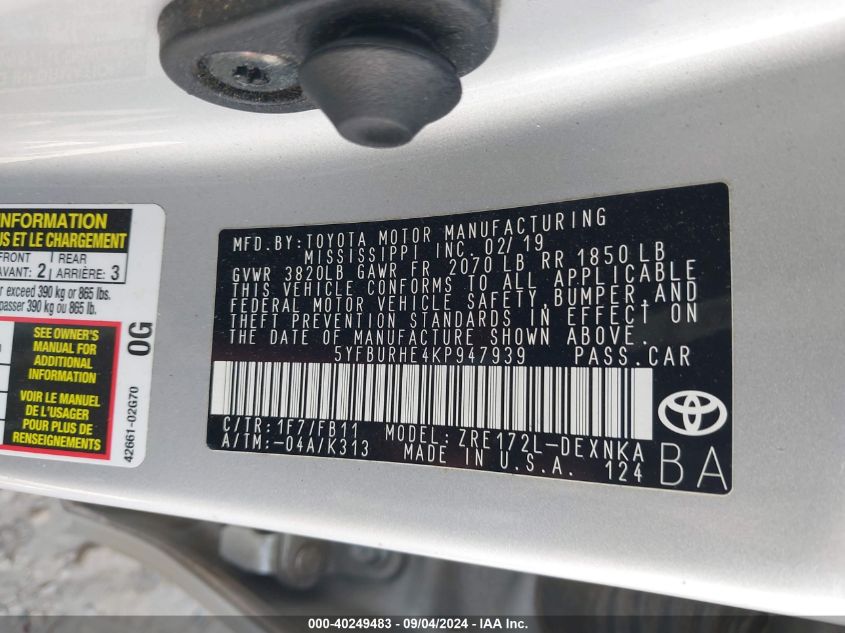 INFORMATION
US ET LE CHARGEMENT
FRONT
AVANT: 2
REAR
ARRIÈRE: 3
r exceed 390 kg or 865 lbs.
passer 390 kg ou 865 lb.
SEE OWNER'S
MANUAL FOR
ADDITIONAL
INFORMATION
VOIR LE MANUEL
DE L'USAGER
POUR PLUS DE
RENSEIGNEMENTS
0G
42661-02G70
MFD.BY:TOYOTA MOTOR MANUFACTURING
MISSISSIPPI INC. 02/19
GVWR 3820LB GAWR FR 2070 LB RR 1850 LB
THIS VEHICLE CONFORMS TO ALL APPLICABLE
FEDERAL MOTOR VEHICLE SAFETY,BUMPER,AND
THEFT PREVENTION STANDARDS IN EFFECT ON
THE DATE OF MANUFACTURE SHOWN ABOVE.
5YFBURHE4KP947939 PASS.CAR
C/TR:1F7/FB11 MODEL:ZRE172L-DEXNKA
A/TM:-04A/K313 MADE IN U.S.A. 124
BA
000-40249483 - 09/04/2024 - IAA Inc.